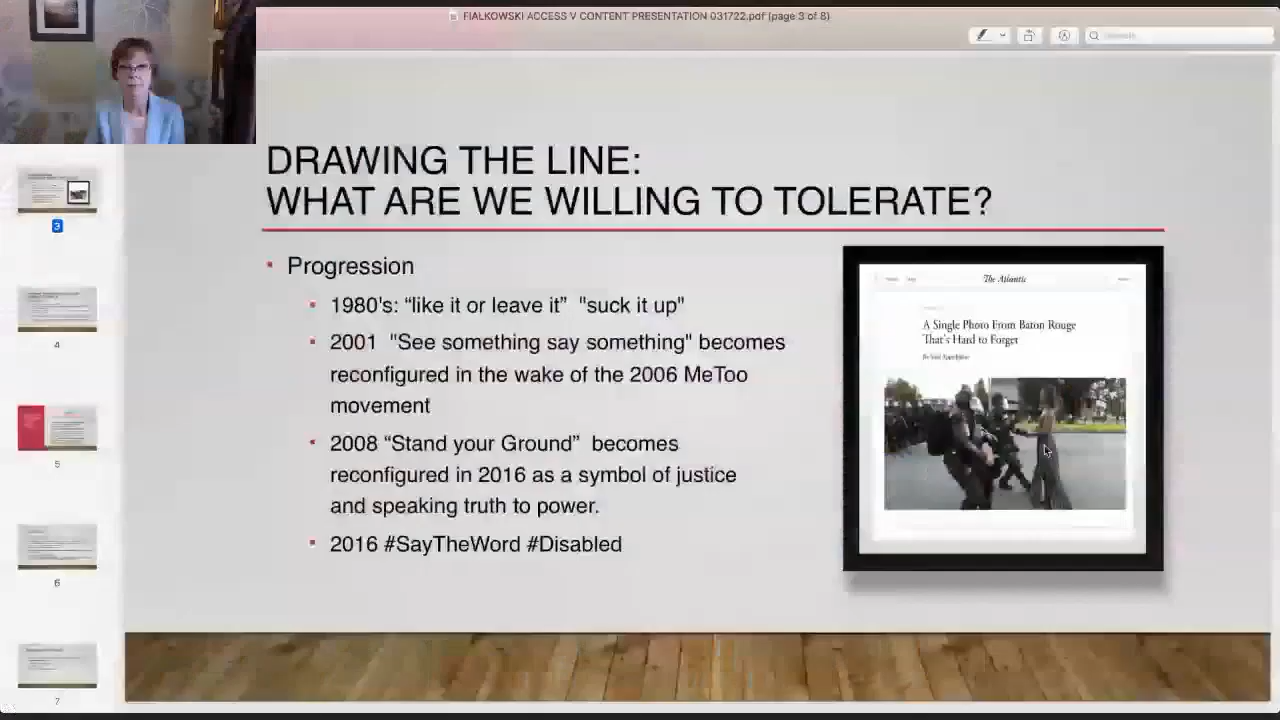 FIALKOWSKI ACCESS V CONTENT PRESENTATION 031722.pdf (page 3 of 8)
Search
DRAWING THE LINE:
WHAT ARE WE WILLING TO TOLERATE?
▪ Progression
▪ 1980's: “like it or leave it” "suck it up"
▪ 2001 "See something say something" becomes
reconfigured in the wake of the 2006 MeToo
movement
▪ 2008 “Stand your Ground” becomes
reconfigured in 2016 as a symbol of justice
and speaking truth to power.
▪ 2016 #SayTheWord #Disabled
The Atlantic
A Single Photo From Baton Rouge
That's Hard to Forget
3
4
5
6
7